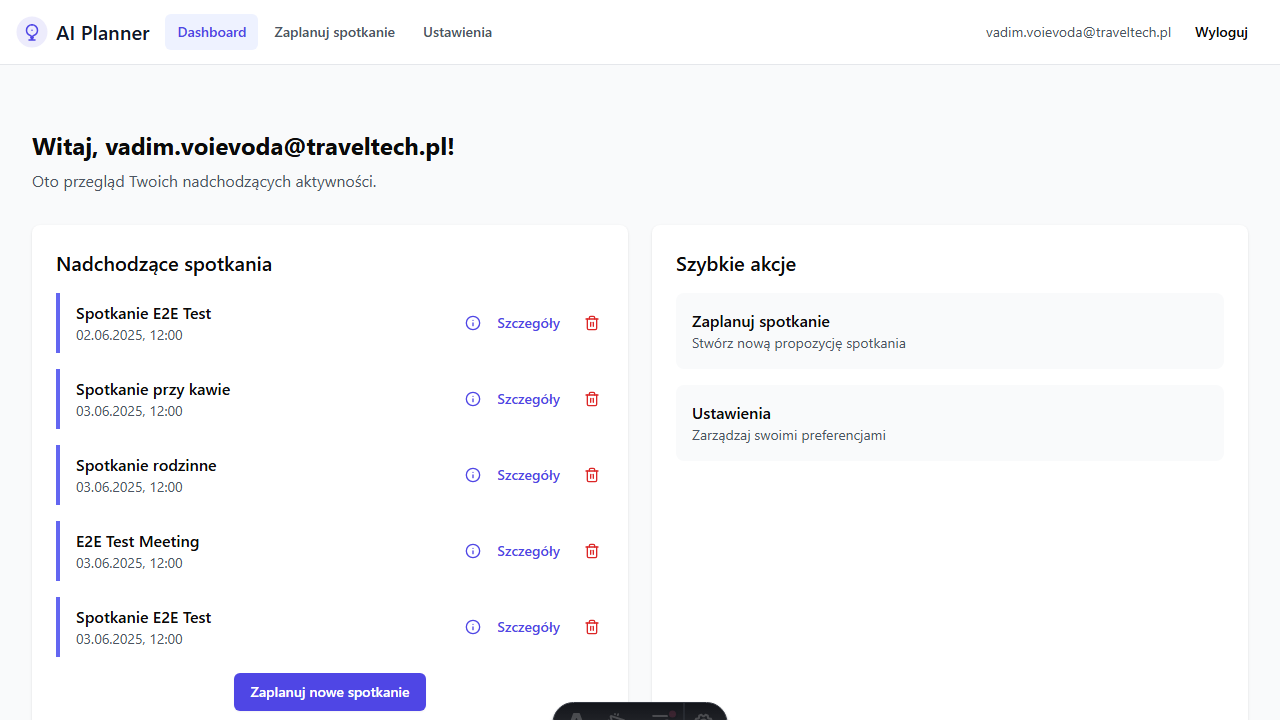 AI Planner
Dashboard
Zaplanuj spotkanie
Ustawienia
vadim.voievoda@traveltech.pl
Wyloguj
Witaj, vadim.voievoda@traveltech.pl!
Oto przegląd Twoich nadchodzących aktywności.
Nadchodzące spotkania
Spotkanie E2E Test
02.06.2025, 12:00
Szczegóły
Spotkanie przy kawie
03.06.2025, 12:00
Szczegóły
Spotkanie rodzinne
03.06.2025, 12:00
Szczegóły
E2E Test Meeting
03.06.2025, 12:00
Szczegóły
Spotkanie E2E Test
03.06.2025, 12:00
Szczegóły
Zaplanuj nowe spotkanie
Szybkie akcje
Zaplanuj spotkanie
Stwórz nową propozycję spotkania
Ustawienia
Zarządzaj swoimi preferencjami